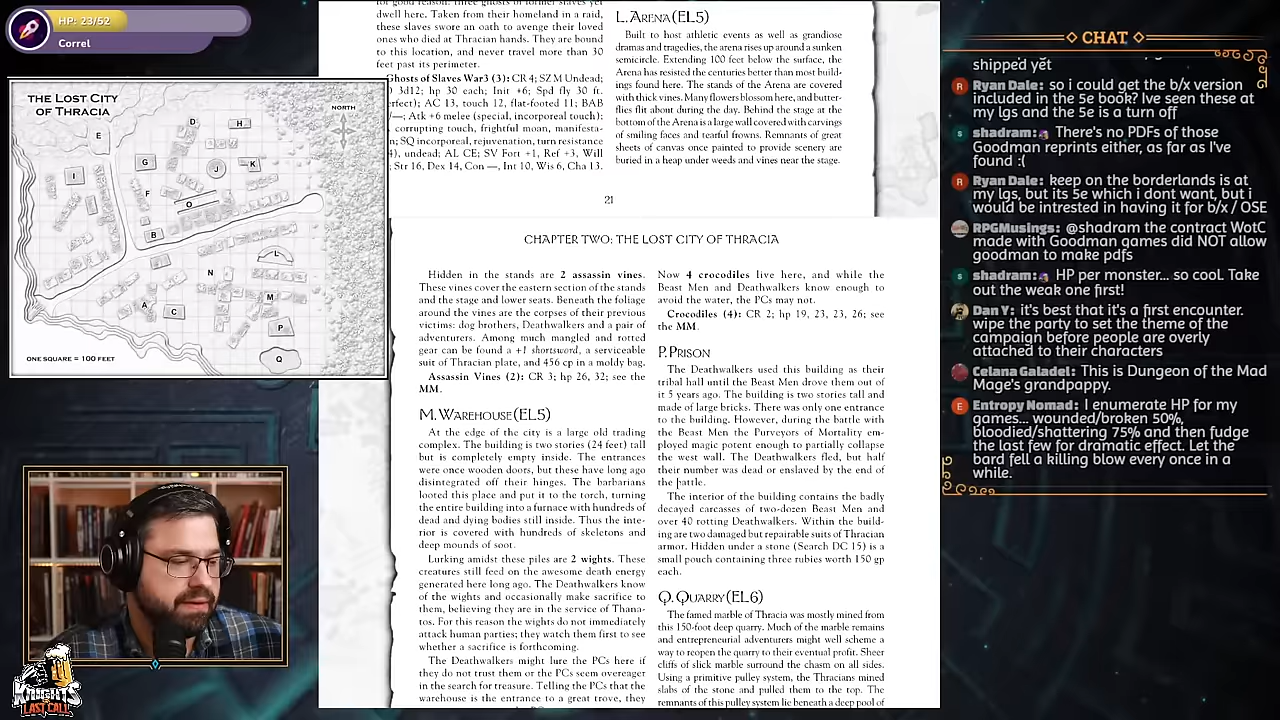 HP: 23/52
Correl
THE LOST CITY
OF THRACIA
NORTH
E
D
H
G
J
K
I
F
O
B
L
N
A
C
M
P
Q
ONE SQUARE = 100 FEET
KNIGHTS
LAST CALL
dwell here. Taken from their homeland in a raid,
these slaves swore an oath to avenge their loved
ones who died at Thracian hands. They are bound
to this location, and never travel more than 30
feet past its perimeter.
Ghosts of Slaves War3 (3): CR 4; SZ M Undead;
3d12; hp 30 each; Init +6; Spd fly 30 ft.
AC 13, touch 12, flat-footed 11; BAB
Atk +6 melee (special, incorporeal touch);
corrupting touch, frightful moan, manifesta-
SQ incorporeal, rejuvenation, turn resistance
undead; AL CE; SV Fort +1, Ref +3, Will
Str 16, Dex 14, Con —, Int 10, Wis 6, Cha 13.
L. ARENA (EL5)
Built to host athletic events as well as grandiose
dramas and tragedies, the arena rises up around a sunken
semicircle. Extending 100 feet below the surface, the
Arena has resisted the centuries better than most build-
ings found here. The stands of the Arena are
covered with thick vines. Many flowers blossom here, and butter-
flies flit about during the day. Behind the stage at the
bottom of the Arena is a large wall covered with carvings
of smiling faces and tearful frowns. Remnants of great
sheets of canvas once painted to provide scenery are
buried in a heap under weeds and vines near the stage.
21
CHAPTER TWO: THE LOST CITY OF THRACIA
Hidden in the stands are 2 assassin vines.
These vines cover the eastern section of the stands
and the stage and lower seats. Beneath the foliage
around the vines are the corpses of their previous
victims: dog brothers, Deathwalkers and a pair of
adventurers. Among much mangled and rotted
gear can be found a +1 shortsword, a serviceable
suit of Thracian plate, and 456 cp in a moldy bag.
Assassin Vines (2): CR 3; hp 26, 32; see the
MM.
M. WAREHOUSE (EL5)
At the edge of the city is a large old trading
complex. The building is two stories (24 feet) tall
but is completely empty inside. The entrances
were once wooden doors, but these have long ago
disintegrated off their hinges. The barbarians
looted this place and put it to the torch, turning
the entire building into a furnace with hundreds of
dead and dying bodies still inside. Thus the inte-
rior is covered with hundreds of skeletons and
deep mounds of soot.
Lurking amidst these piles are 2 wights. These
creatures still feed on the awesome death energy
generated here long ago. The Deathwalkers know
of the wights and occasionally make sacrifice to
them, believing they are in the service of Thana-
tos. For this reason the wights do not immediately
attack human parties; they watch them first to see
whether a sacrifice is forthcoming.
The Deathwalkers might lure the PCs here if
they do not trust them or the PCs seem overeager
in the search for treasure. Telling the PCs that the
warehouse is the entrance to a great trove, they
Now 4 crocodiles live here, and while the
Beast Men and Deathwalkers know enough to
avoid the water, the PCs may not.
Crocodiles (4): CR 2; hp 19, 23, 23, 26; see
the MM.
P. PRISON
The Deathwalkers used this building as their
tribal hall until the Beast Men drove them out of
it 5 years ago. The building is two stories tall and
made of large bricks. There was only one entrance
to the building. However, during the battle with
the Beast Men the Purveyors of Mortality em-
ployed magic potent enough to partially collapse
the west wall. The Deathwalkers fled, but half
their number was dead or enslaved by the end of
the battle.
The interior of the building contains the badly
decayed carcasses of two-dozen Beast Men and
over 40 rotting Deathwalkers. Within the build-
ing are two damaged but repairable suits of Thracian
armor. Hidden under a stone (Search DC 15) is a
small pouch containing three rubies worth 150 gp
each.
Q. QUARRY (EL6)
The famed marble of Thracia was mostly mined from
this 150-foot deep quarry. Much of the marble remains
and entrepreneurial adventurers might well scheme a
way to reopen the quarry to their eventual profit. Sheer
cliffs of slick marble surround the chasm on all sides.
Using a primitive pulley system, the Thracians mined
slabs of the stone and pulled them to the top. The
remnants of this pulley system lie beneath a deep pool of
CHAT
shipped yet
R Ryan Dale: so i could get the b/x version
included in the 5e book? Ive seen these at
my lgs and the 5e is a turn off
s shadram: There's no PDFs of those
Goodman reprints either, as far as I've
found :(
R Ryan Dale: keep on the borderlands is at
my lgs, but its 5e which i dont want, but i
would be intrested in having it for b/x / OSE
RPGMusings: @shadram the contract WotC
made with Goodman games did NOT allow
goodman to make pdfs
s shadram: HP per monster... so cool. Take
out the weak one first!
Dan Y: it's best that it's a first encounter.
wipe the party to set the theme of the
campaign before people are overly
attached to their characters
Celana Galadel: This is Dungeon of the Mad
Mage's grandpappy.
E Entropy Nomad: I enumerate HP for my
games... wounded/broken 50%,
bloodied/shattering 75% and then fudge
the last few for dramatic effect. Let the
bard fell a killing blow every once in a
while.